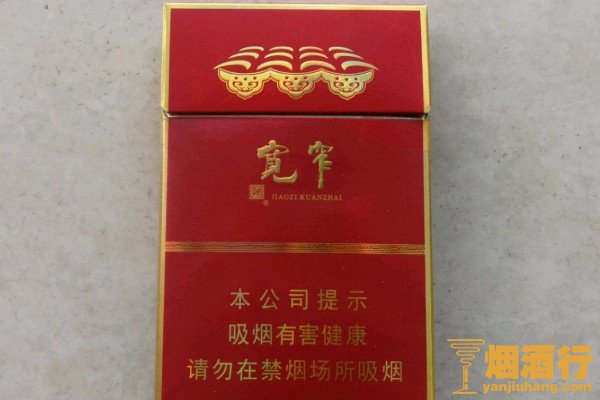 宽窄
® JIAOZI KUANZHAI
本公司提示
吸烟有害健康
请勿在禁烟场所吸烟
烟酒行
yanjiuhang.com